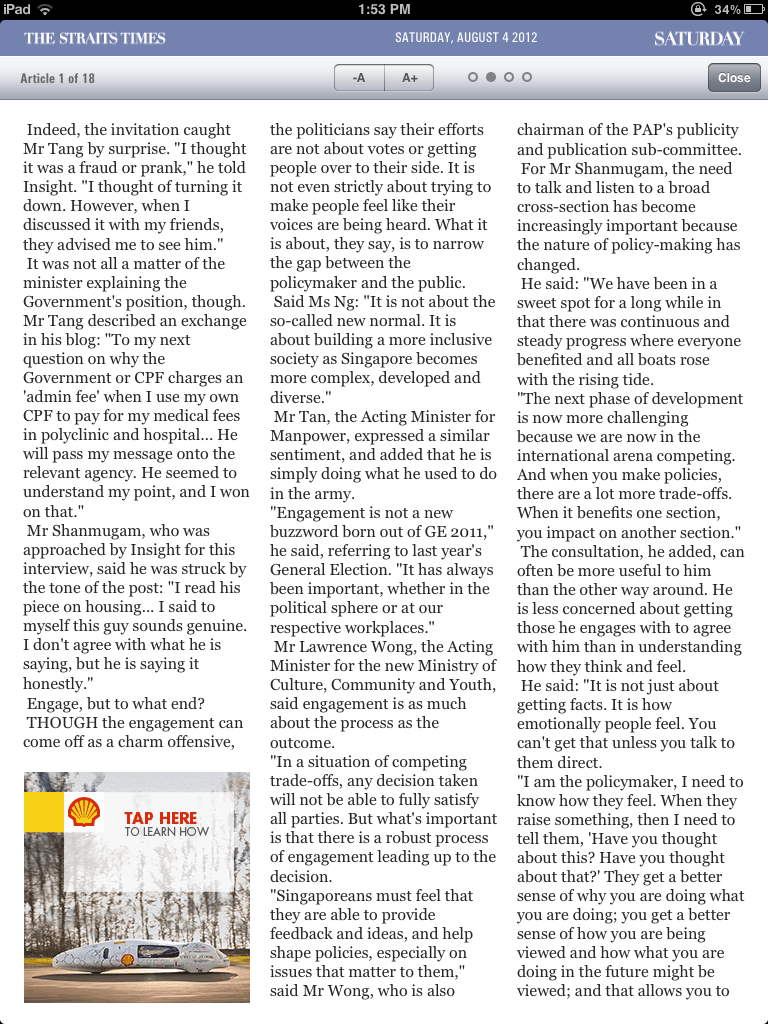 iPad
1:53 PM
34%
THE STRAITS TIMES
SATURDAY, AUGUST 4 2012
SATURDAY
Article 1 of 18
-A
A+
Close
Indeed, the invitation caught
Mr Tang by surprise. "I thought
it was a fraud or prank," he told
Insight. "I thought of turning it
down. However, when I
discussed it with my friends,
they advised me to see him."
It was not all a matter of the
minister explaining the
Government's position, though.
Mr Tang described an exchange
in his blog: "To my next
question on why the
Government or CPF charges an
'admin fee' when I use my own
CPF to pay for my medical fees
in polyclinic and hospital... He
will pass my message onto the
relevant agency. He seemed to
understand my point, and I won
on that."
Mr Shanmugam, who was
approached by Insight for this
interview, said he was struck by
the tone of the post: "I read his
piece on housing... I said to
myself this guy sounds genuine.
I don't agree with what he is
saying, but he is saying it
honestly."
Engage, but to what end?
THOUGH the engagement can
come off as a charm offensive,
TAP HERE
TO LEARN HOW
the politicians say their efforts
are not about votes or getting
people over to their side. It is
not even strictly about trying to
make people feel like their
voices are being heard. What it
is about, they say, is to narrow
the gap between the
policymaker and the public.
Said Ms Ng: "It is not about the
so-called new normal. It is
about building a more inclusive
society as Singapore becomes
more complex, developed and
diverse."
Mr Tan, the Acting Minister for
Manpower, expressed a similar
sentiment, and added that he is
simply doing what he used to do
in the army.
"Engagement is not a new
buzzword born out of GE 2011,"
he said, referring to last year's
General Election. "It has always
been important, whether in the
political sphere or at our
respective workplaces."
Mr Lawrence Wong, the Acting
Minister for the new Ministry of
Culture, Community and Youth,
said engagement is as much
about the process as the
outcome.
"In a situation of competing
trade-offs, any decision taken
will not be able to fully satisfy
all parties. But what's important
is that there is a robust process
of engagement leading up to the
decision.
"Singaporeans must feel that
they are able to provide
feedback and ideas, and help
shape policies, especially on
issues that matter to them,"
said Mr Wong, who is also
chairman of the PAP's publicity
and publication sub-committee.
For Mr Shanmugam, the need
to talk and listen to a broad
cross-section has become
increasingly important because
the nature of policy-making has
changed.
He said: "We have been in a
sweet spot for a long while in
that there was continuous and
steady progress where everyone
benefited and all boats rose
with the rising tide.
"The next phase of development
is now more challenging
because we are now in the
international arena competing.
And when you make policies,
there are a lot more trade-offs.
When it benefits one section,
you impact on another section."
The consultation, he added, can
often be more useful to him
than the other way around. He
is less concerned about getting
those he engages with to agree
with him than in understanding
how they think and feel.
He said: "It is not just about
getting facts. It is how
emotionally people feel. You
can't get that unless you talk to
them direct.
"I am the policymaker, I need to
know how they feel. When they
raise something, then I need to
tell them, 'Have you thought
about this? Have you thought
about that?' They get a better
sense of why you are doing what
you are doing; you get a better
sense of how you are being
viewed and how what you are
doing in the future might be
viewed; and that allows you to